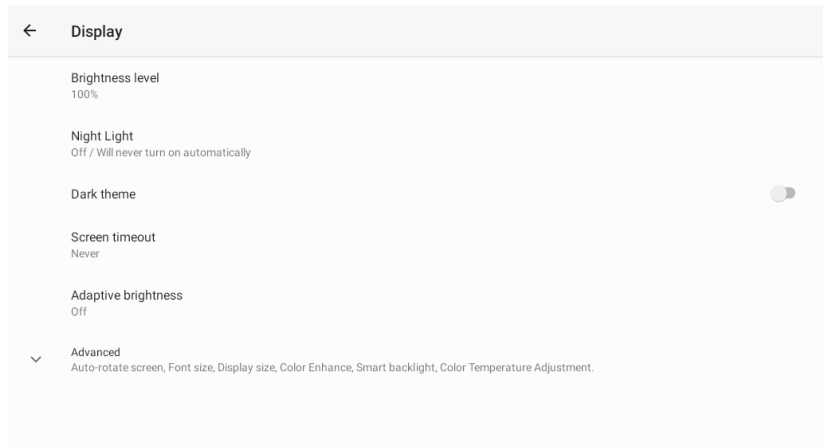 Display
Brightness level
100%
Night Light
Off / Will never turn on automatically
Dark theme
Screen timeout
Never
Adaptive brightness
Off
Advanced
Auto-rotate screen, Font size, Display size, Color Enhance, Smart backlight, Color Temperature Adjustment.